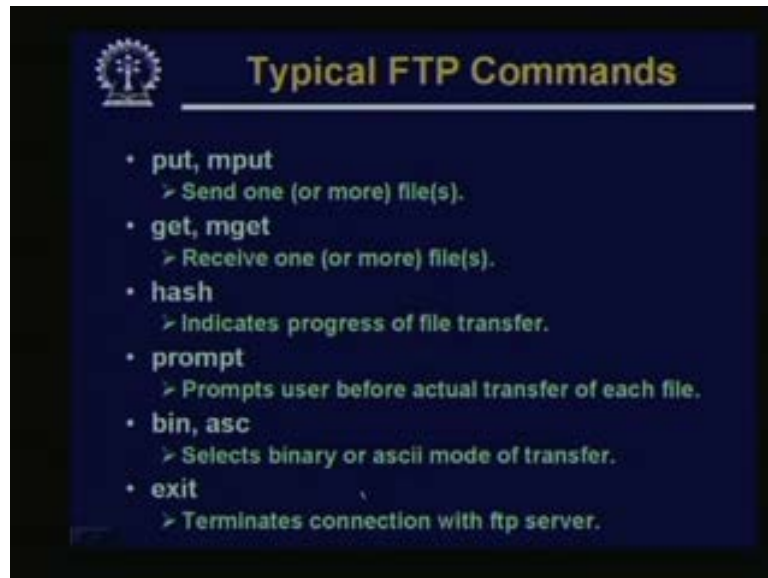 Typical FTP Commands
• put, mput
➢ Send one (or more) file(s).
• get, mget
➢ Receive one (or more) file(s).
• hash
➢ Indicates progress of file transfer.
• prompt
➢ Prompts user before actual transfer of each file.
• bin, asc
➢ Selects binary or ascii mode of transfer.
• exit
➢ Terminates connection with ftp server.